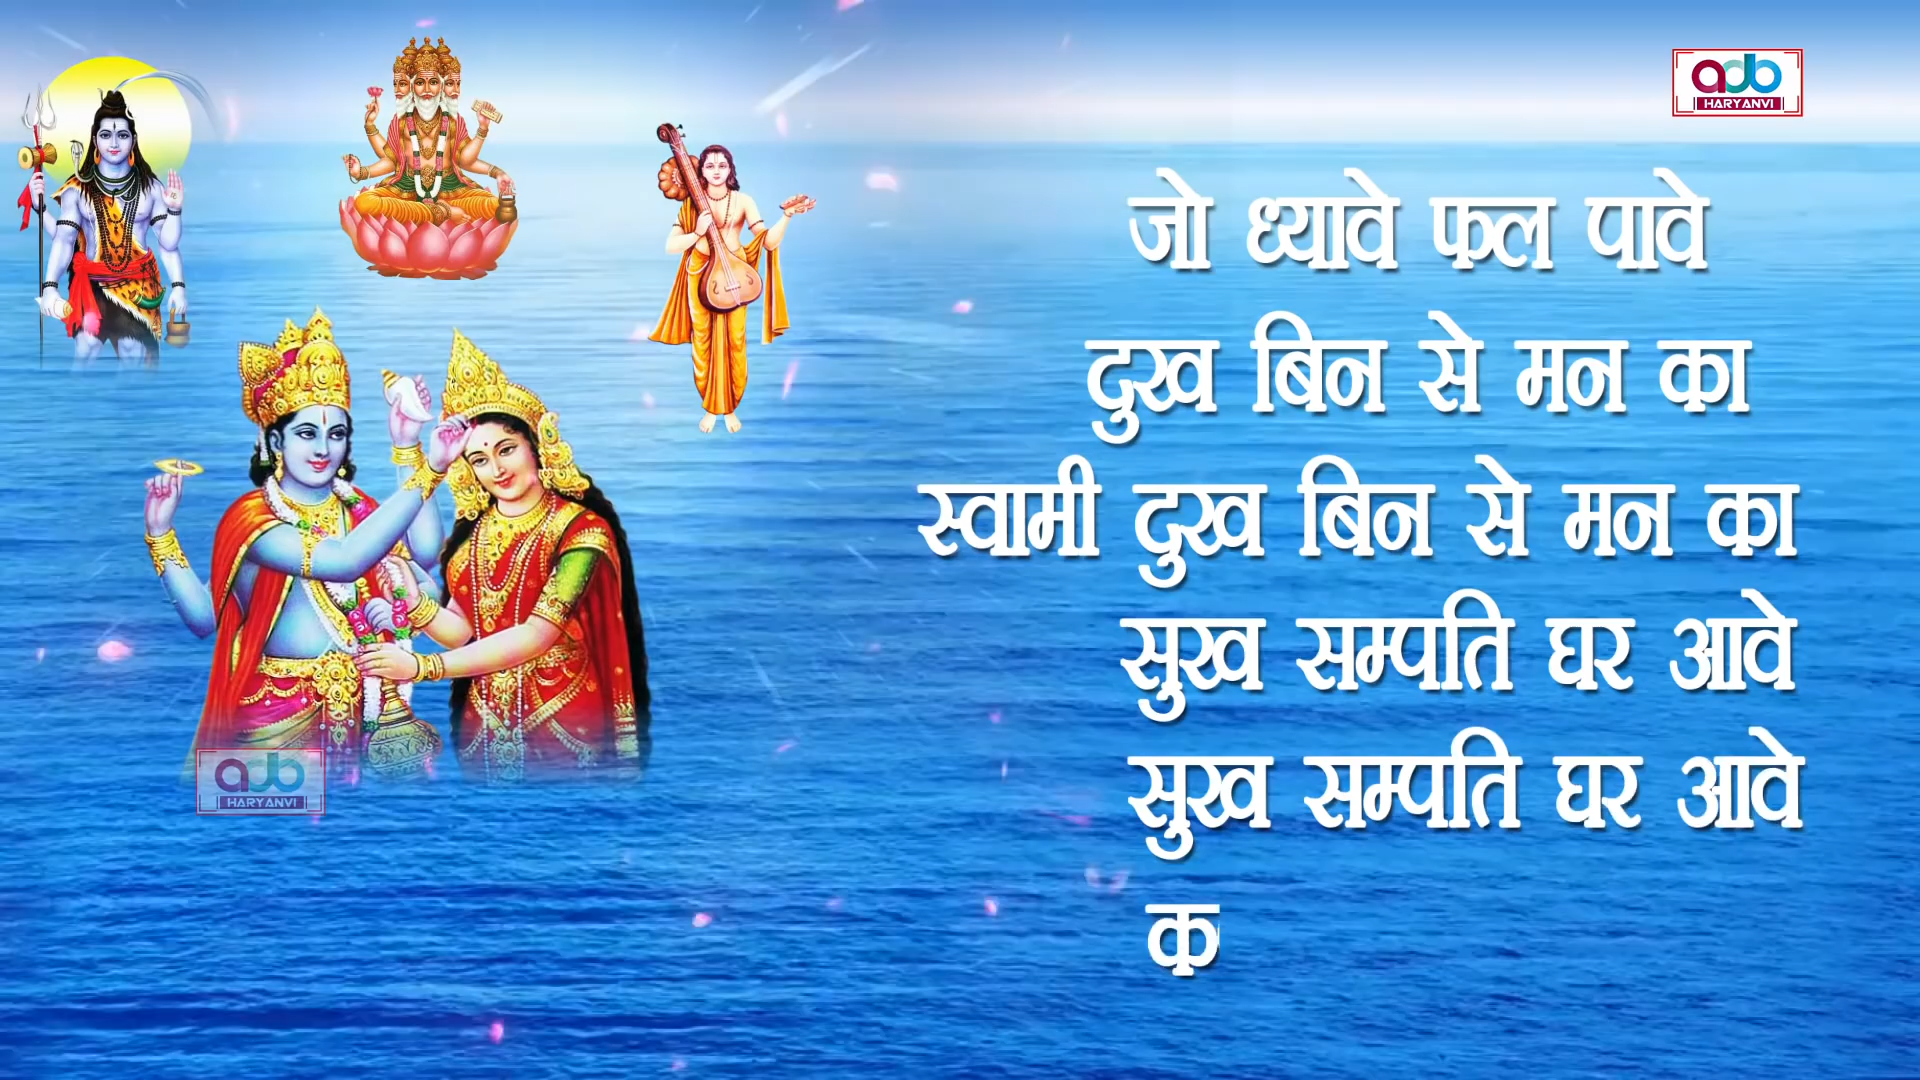 adb
HARYANVI
जो ध्यावे फल पावे
दुख बिन से मन का
स्वामी दुख बिन से मन का
सुख सम्पति घर आवे
सुख सम्पति घर आवे
क
adb
HARYANVI